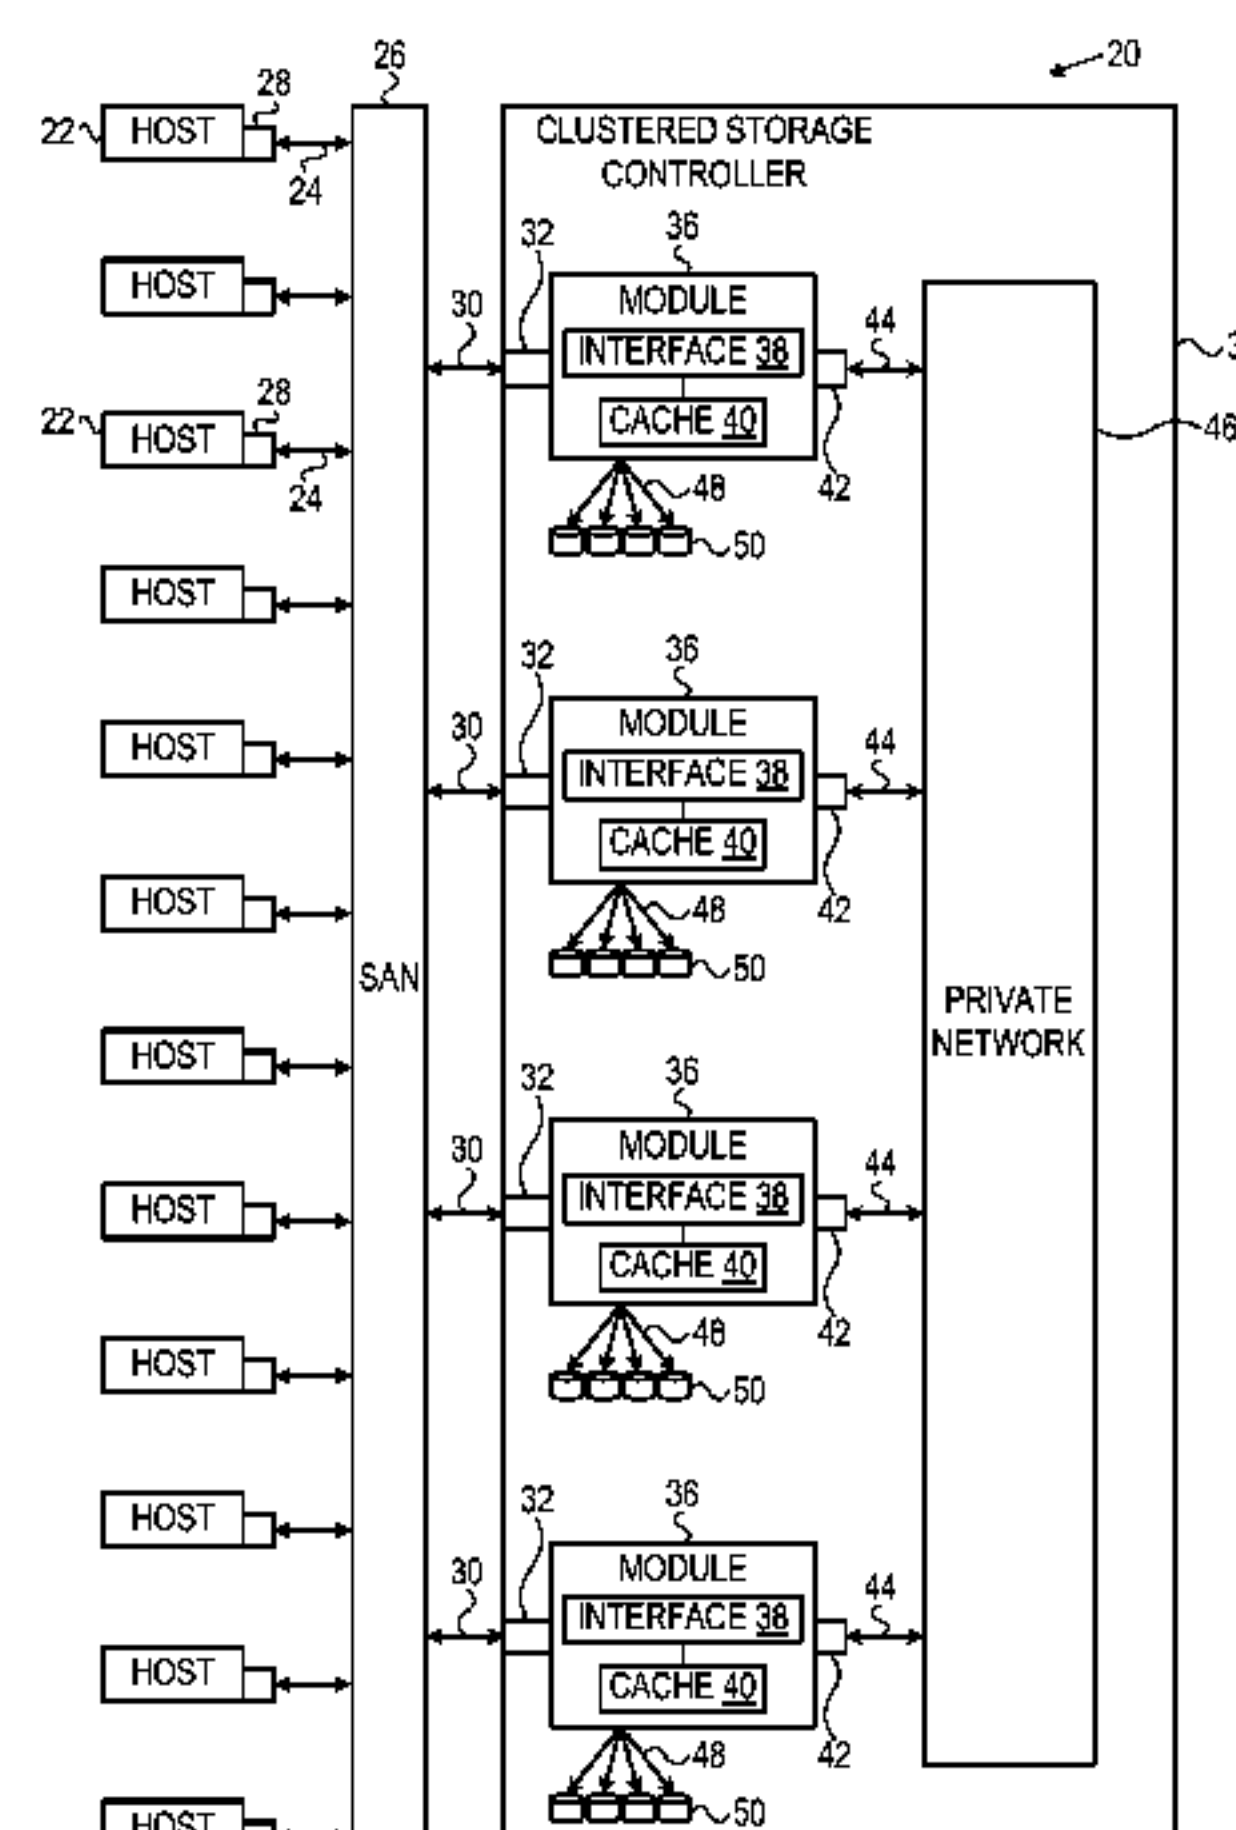 20
26
28
22
HOST
24
CLUSTERED STORAGE
CONTROLLER
HOST
28
22
HOST
24
HOST
HOST
HOST
HOST
HOST
HOST
HOST
HOST
HOST
SAN
32
36
30
MODULE
INTERFACE 38
CACHE 40
44
42
48
50
32
36
30
MODULE
INTERFACE 38
CACHE 40
44
42
48
50
32
36
30
MODULE
INTERFACE 38
CACHE 40
44
42
48
50
32
36
30
MODULE
INTERFACE 38
CACHE 40
44
42
48
50
46
PRIVATE
NETWORK